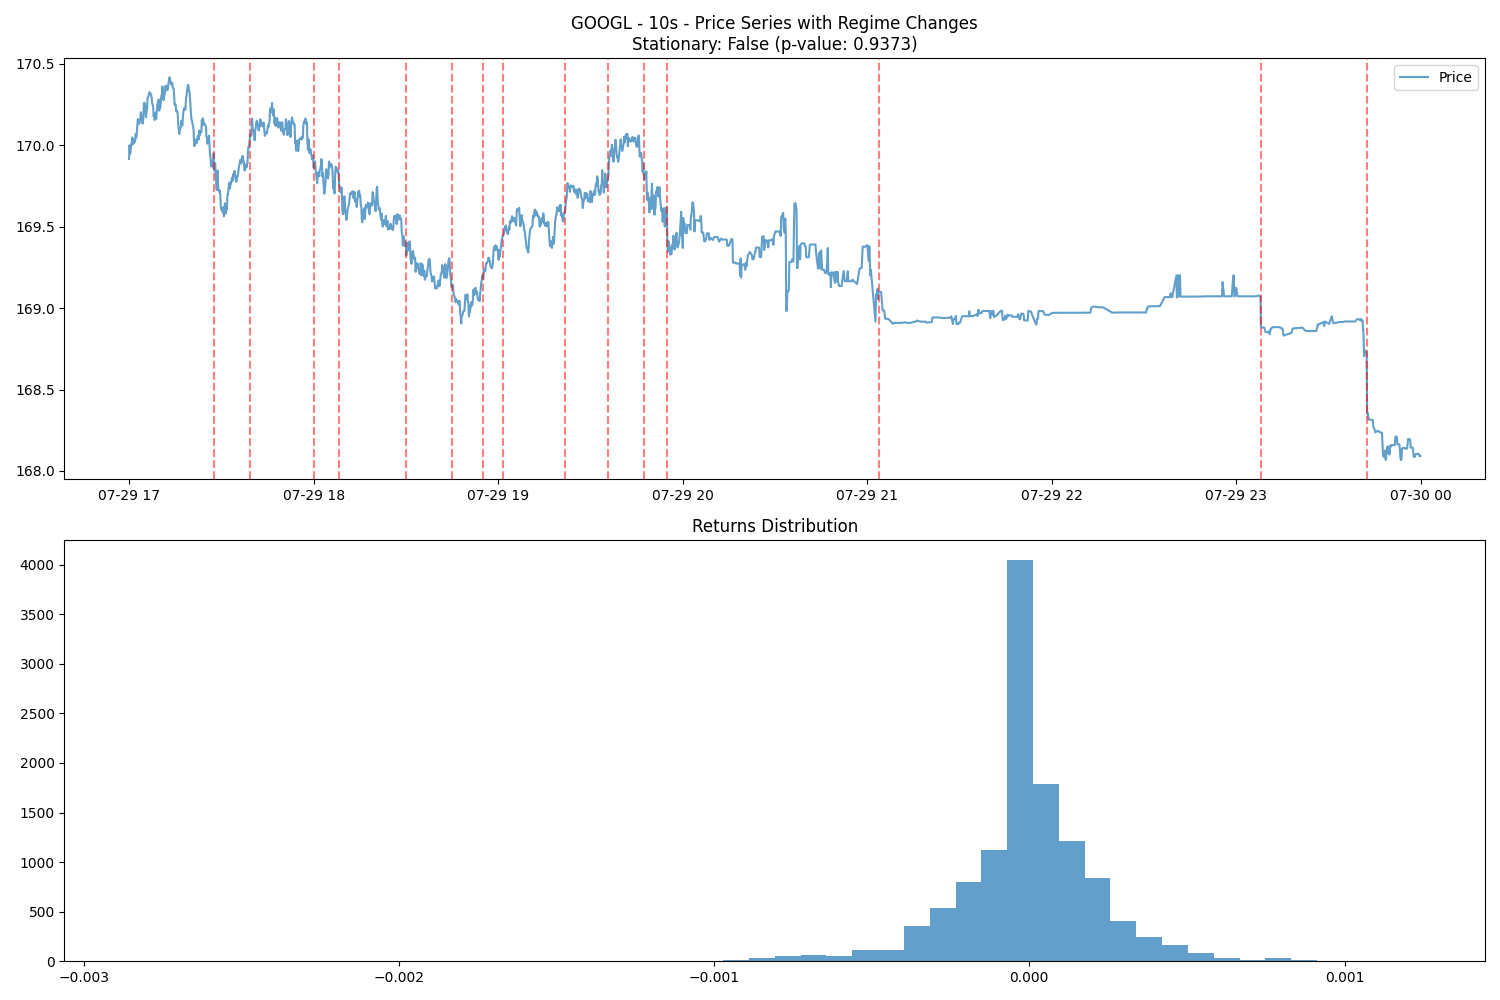 GOOGL - 10s - Price Series with Regime Changes
Stationary: False (p-value: 0.9373)
Price
170.5
170.0
169.5
169.0
168.5
168.0
07-29 17 07-29 18 07-29 19 07-29 20 07-29 21 07-29 22 07-29 23 07-30 00
Returns Distribution
4000
3500
3000
2500
2000
1500
1000
500
0
−0.003 −0.002 −0.001 0.000 0.001